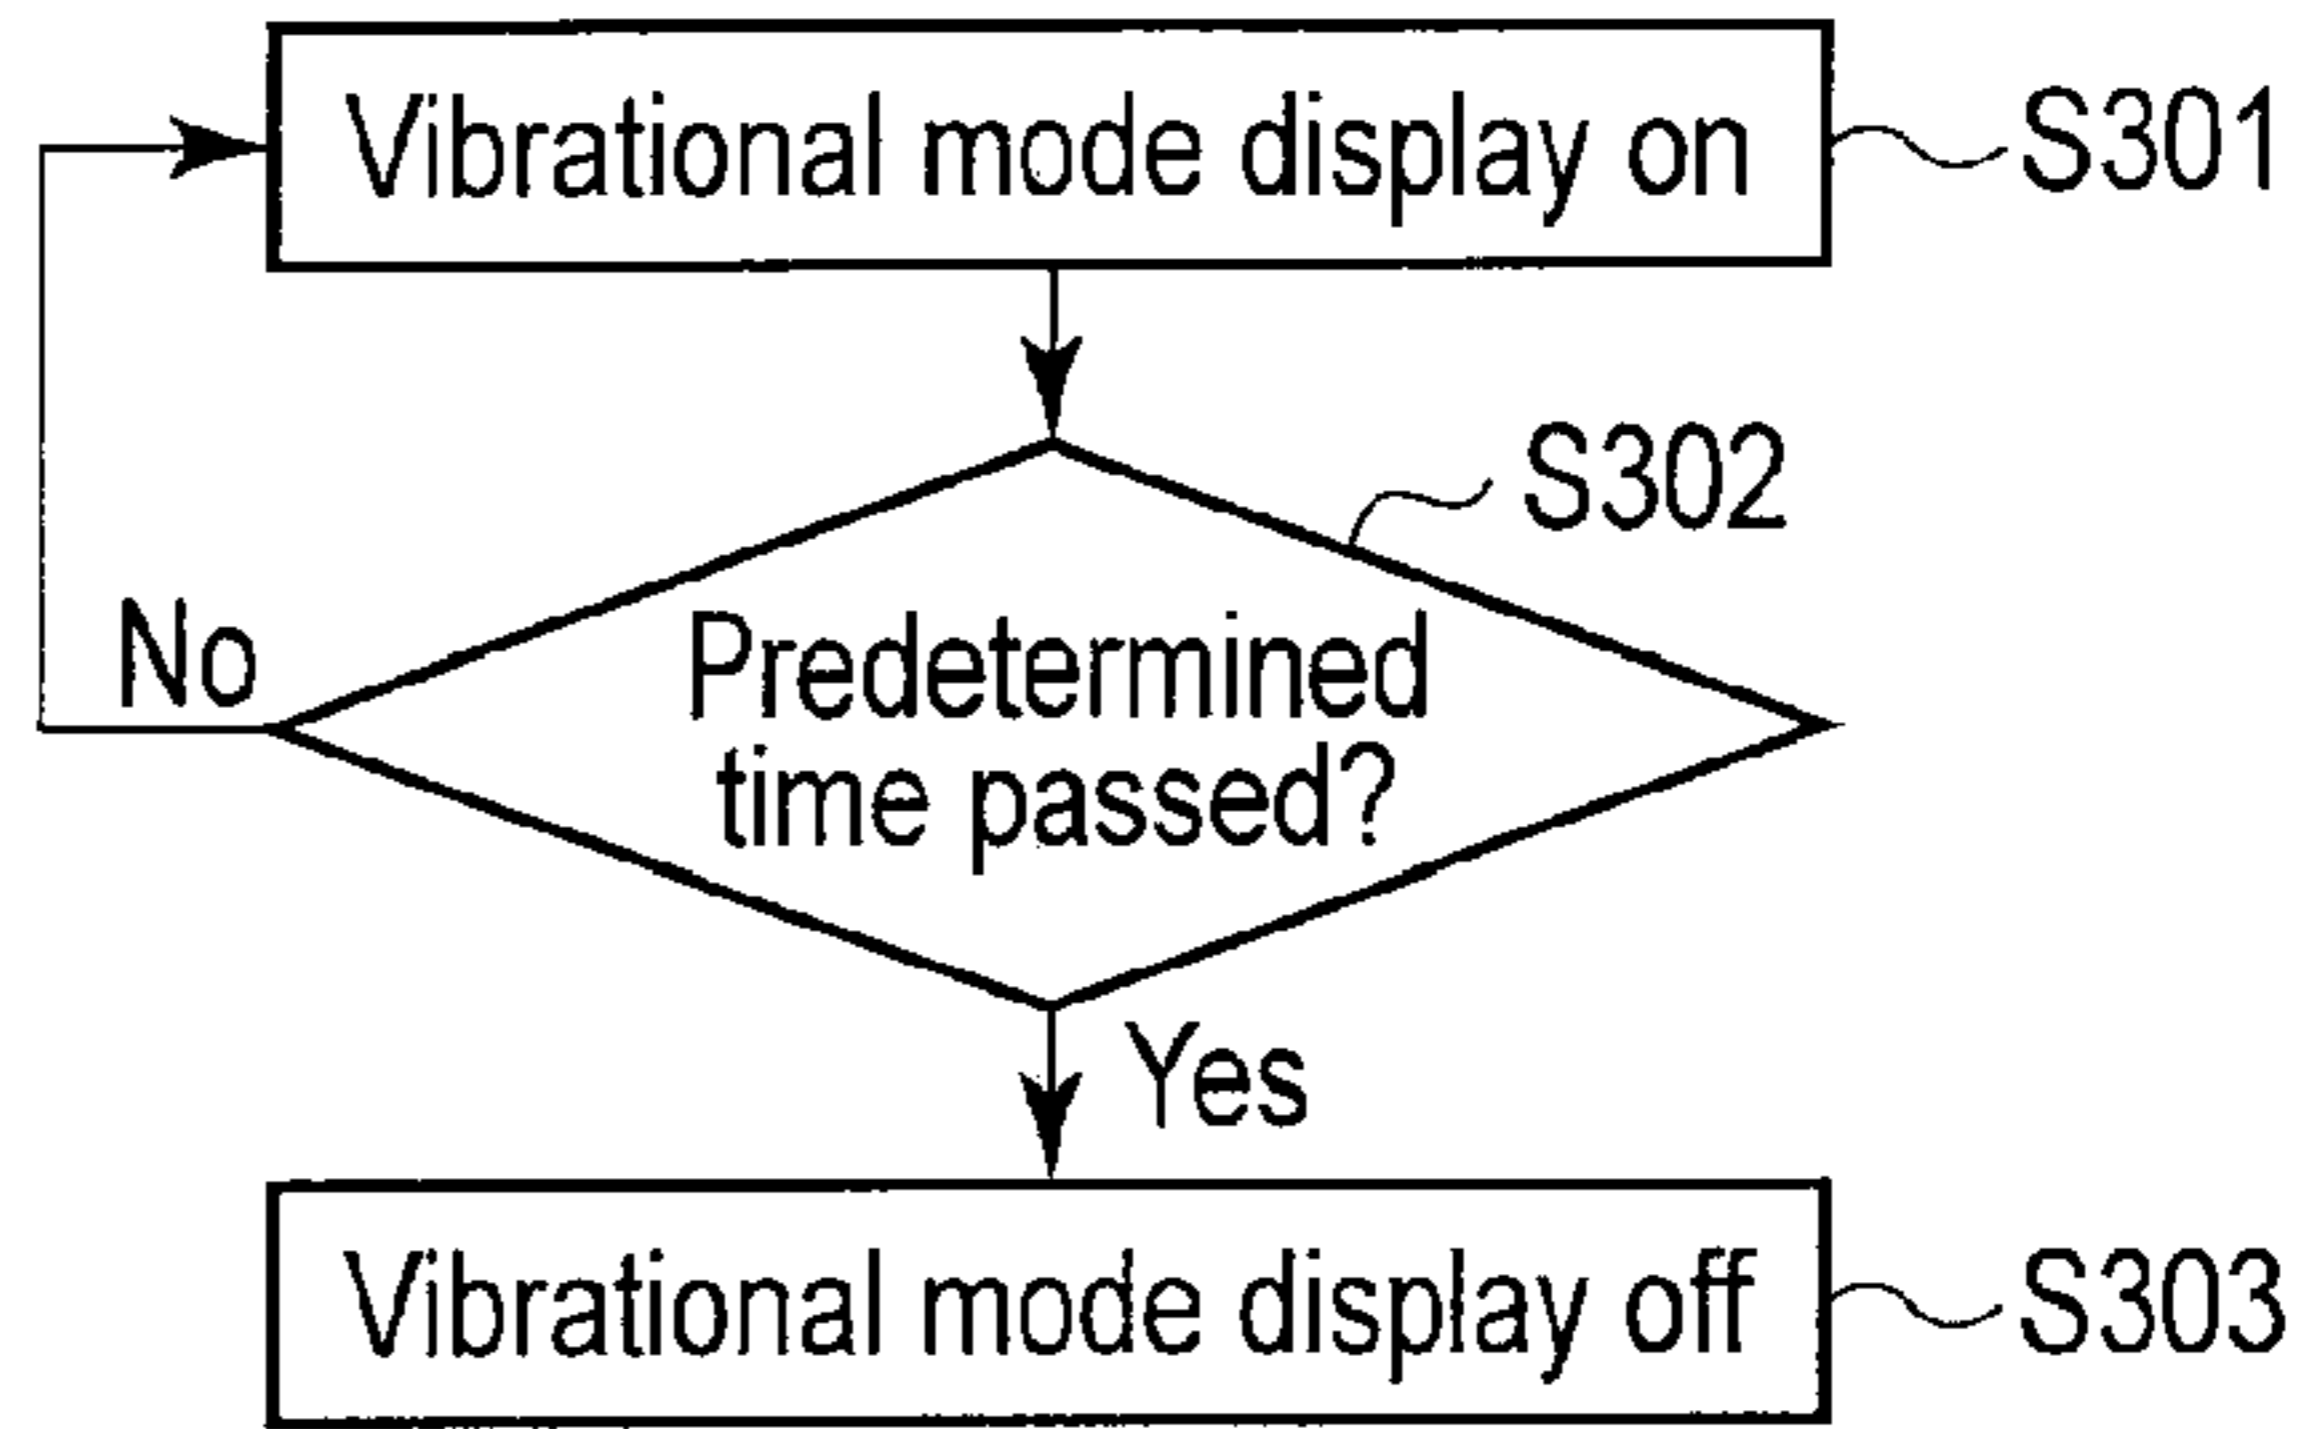 Vibrational mode display on
S301
S302
No
Predetermined
time passed?
Yes
Vibrational mode display off
S303